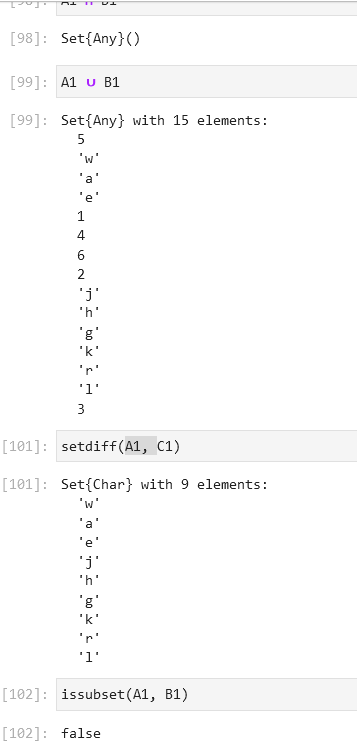 [98]: A1 ∩ B1
[98]: Set{Any}()
[99]: A1 ∪ B1
[99]: Set{Any} with 15 elements:
5
'w'
'a'
'e'
1
4
6
2
'j'
'h'
'g'
'k'
'r'
'l'
3
[101]: setdiff(A1, C1)
[101]: Set{Char} with 9 elements:
'w'
'a'
'e'
'j'
'h'
'g'
'k'
'r'
'l'
[102]: issubset(A1, B1)
[102]: false